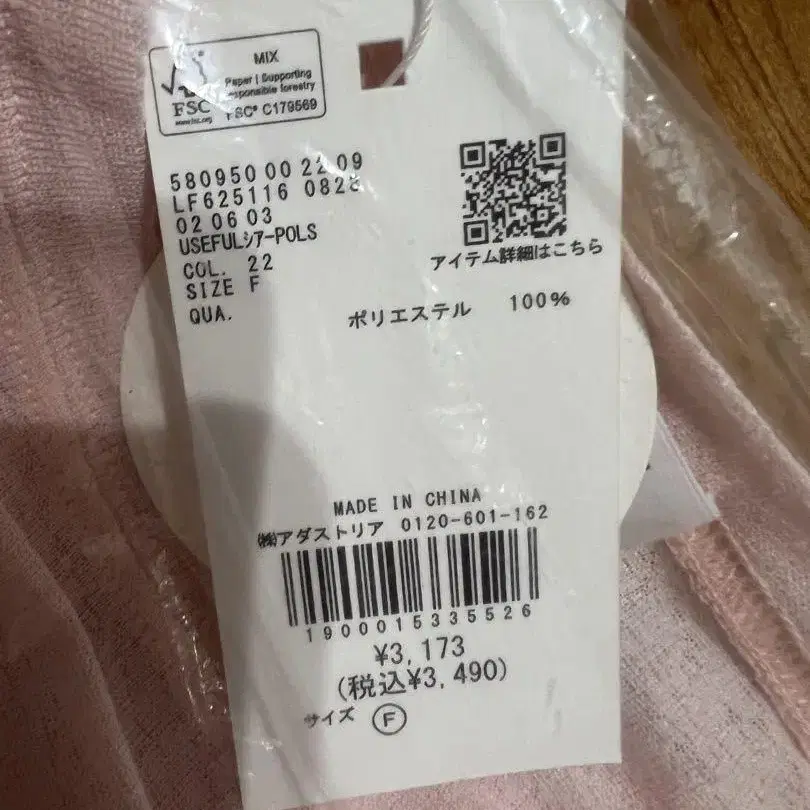 MIX
Paper | Supporting
responsible forestry
FSC
www.fsc.org
FSC® C179569
580950 00 22 09
LF625116 0828
02 06 03
USEFULシアーPOLS
COL. 22
SIZE F
QUA.
アイテム詳細はこちら
ポリエステル 100%
MADE IN CHINA
㈱アダストリア 0120-601-162
1900015335526
¥3,173
(税込¥3,490)
サイズ Ⓕ